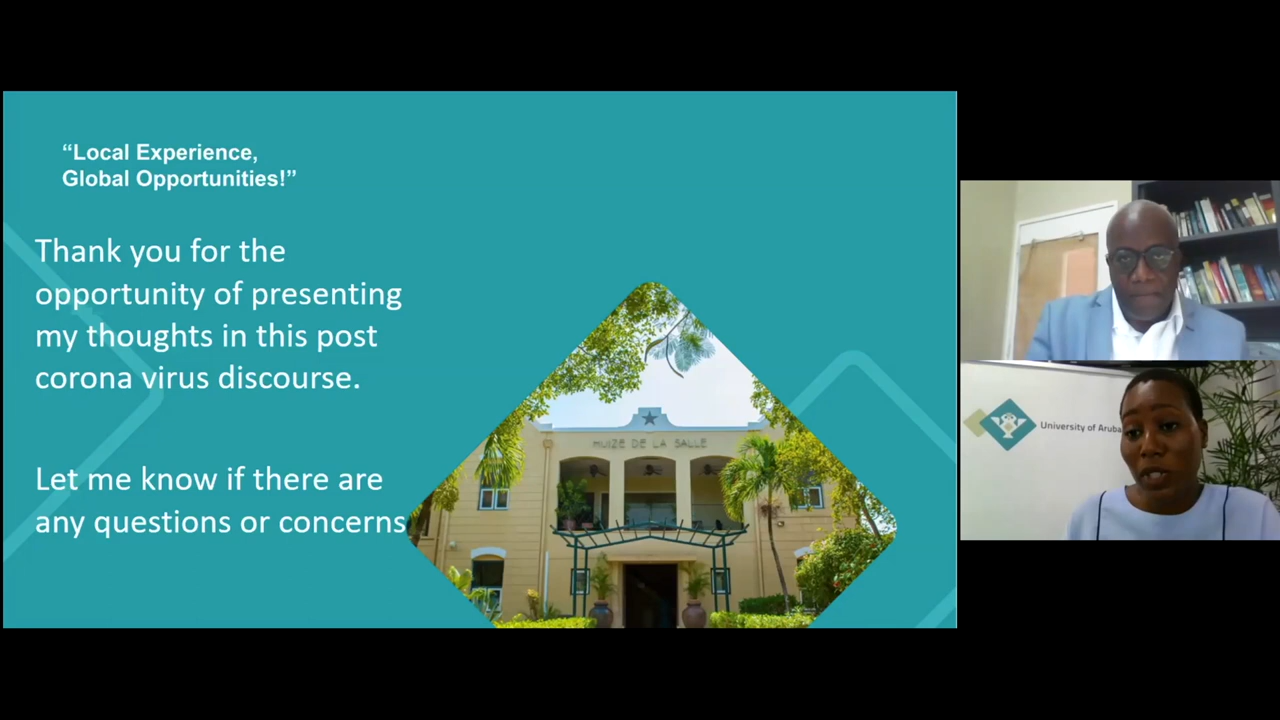 “Local Experience,
Global Opportunities!”
Thank you for the
opportunity of presenting
my thoughts in this post
corona virus discourse.
Let me know if there are
any questions or concerns
HUIZE DE LA SALLE
University of Aruba